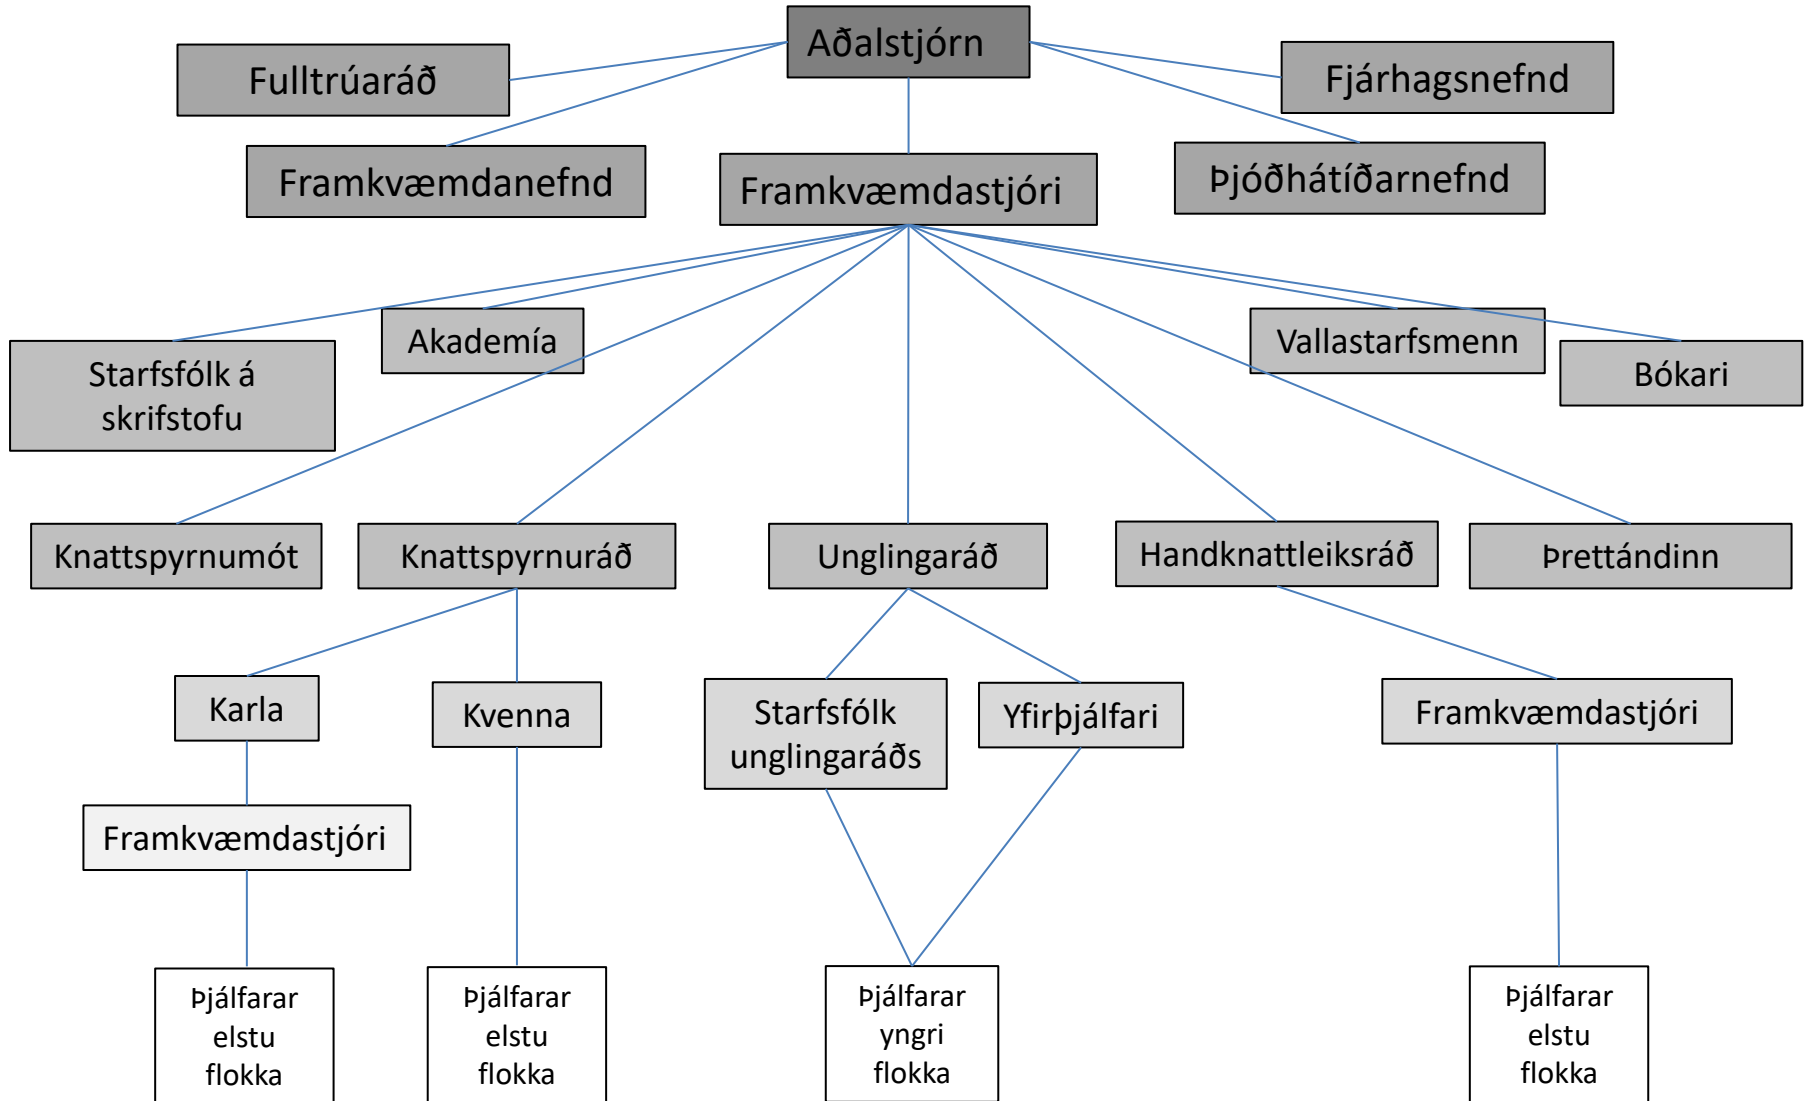 Aðalstjórn
Fulltrúaráð
Fjárhagsnefnd
Framkvæmdanefnd
Framkvæmdastjóri
Þjóðhátíðarnefnd
Starfsfólk á
skrifstofu
Akademía
Vallastarfsmenn
Bókari
Knattspyrnumót
Knattspyrnuráð
Unglingaráð
Handknattleiksráð
Þrettándinn
Karla
Kvenna
Starfsfólk
unglingaráðs
Yfirþjálfari
Framkvæmdastjóri
Framkvæmdastjóri
Þjálfarar
elstu
flokka
Þjálfarar
elstu
flokka
Þjálfarar
yngri
flokka
Þjálfarar
elstu
flokka